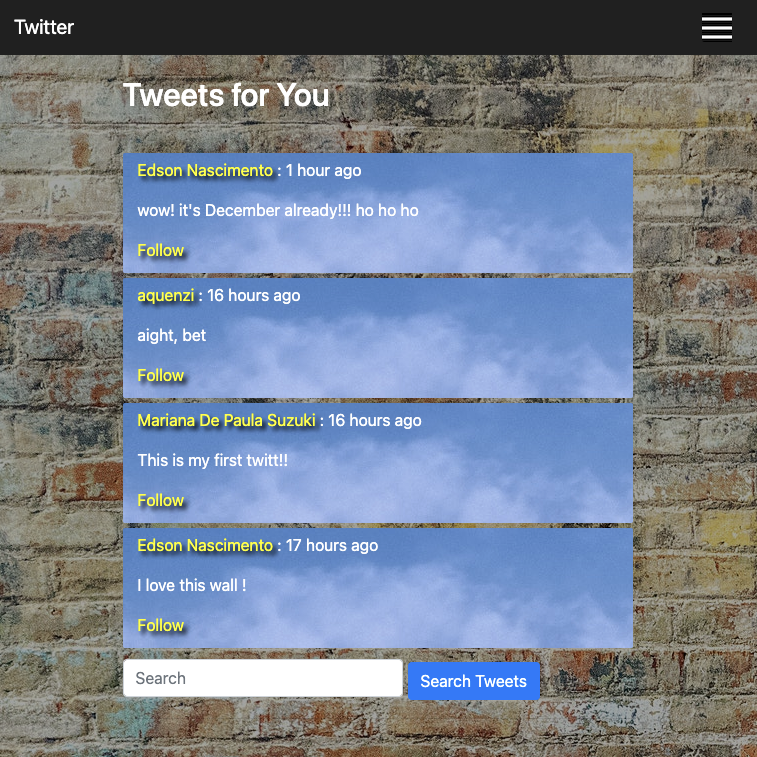 Twitter
Tweets for You
Edson Nascimento : 1 hour ago
wow! it's December already!!! ho ho ho
Follow
aquenzi : 16 hours ago
aight, bet
Follow
Mariana De Paula Suzuki : 16 hours ago
This is my first twitt!!
Follow
Edson Nascimento : 17 hours ago
I love this wall !
Follow
Search
Search Tweets